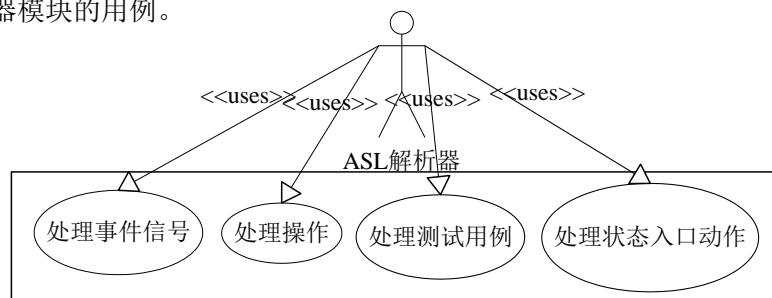 器模块的用例。
<<uses>> <<uses>> <<uses>> <<uses>>
ASL解析器
处理事件信号 处理操作 处理测试用例 处理状态入口动作